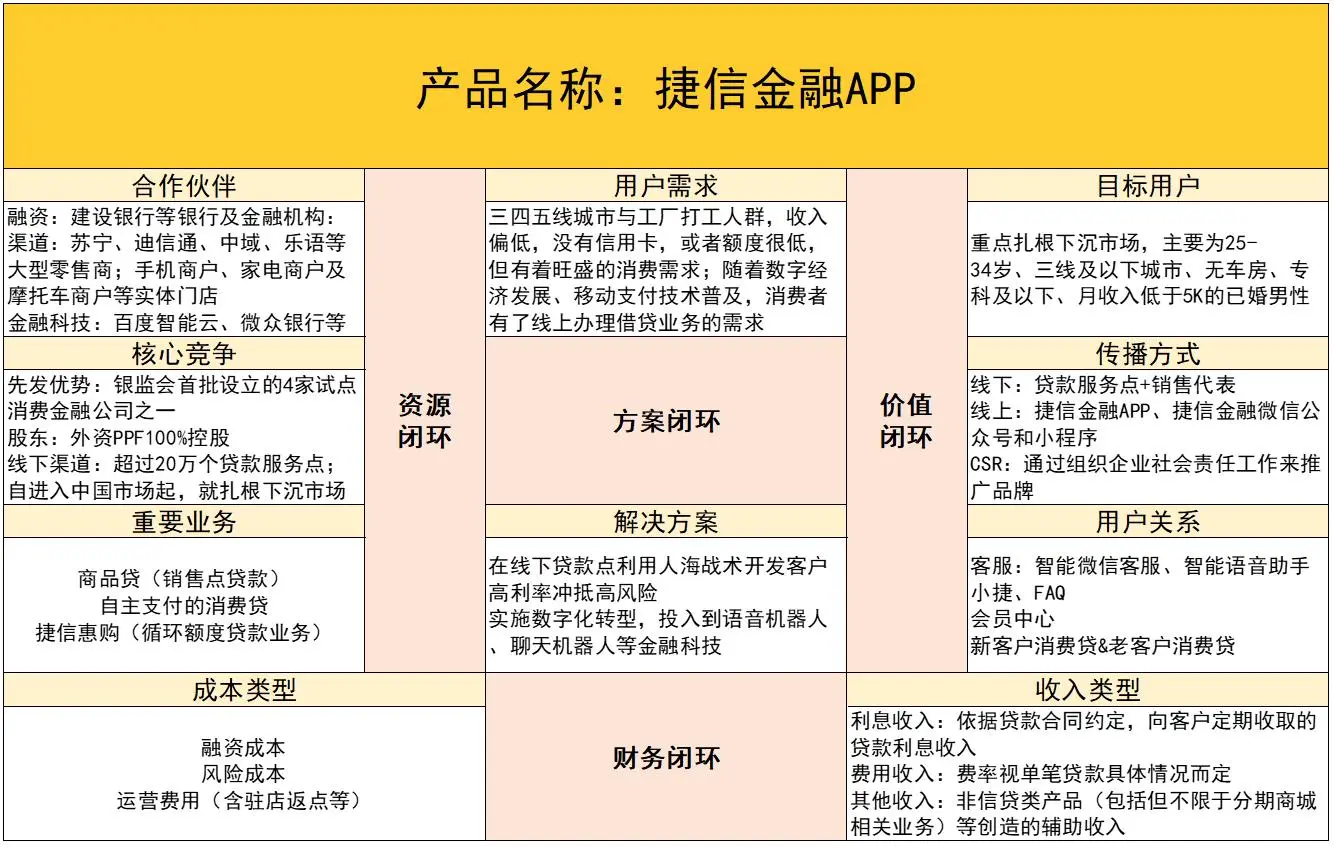 产品名称：捷信金融APP
合作伙伴
融资：建设银行等银行及金融机构：
渠道：苏宁、迪信通、中域、乐语等
大型零售商；手机商户、家电商户及
摩托车商户等实体门店
金融科技：百度智能云、微众银行等
核心竞争
先发优势：银监会首批设立的4家试点
消费金融公司之一
股东：外资PPF100%控股
线下渠道：超过20万个贷款服务点；
自进入中国市场起，就扎根下沉市场
重要业务
商品贷（销售点贷款）
自主支付的消费贷
捷信惠购（循环额度贷款业务）
资源
闭环
用户需求
三四五线城市与工厂打工人群，收入
偏低，没有信用卡，或者额度很低，
但有着旺盛的消费需求；随着数字经
济发展、移动支付技术普及，消费者
有了线上办理借贷业务的需求
方案闭环
解决方案
在线下贷款点利用人海战术开发客户
高利率冲抵高风险
实施数字化转型，投入到语音机器人
、聊天机器人等金融科技
价值
闭环
目标用户
重点扎根下沉市场，主要为25-
34岁、三线及以下城市、无车房、专
科及以下、月收入低于5K的已婚男性
传播方式
线下：贷款服务点+销售代表
线上：捷信金融APP、捷信金融微信公
众号和小程序
CSR：通过组织企业社会责任工作来推
广品牌
用户关系
客服：智能微信客服、智能语音助手
小捷、FAQ
会员中心
新客户消费贷&老客户消费贷
成本类型
融资成本
风险成本
运营费用（含驻店返点等）
财务闭环
收入类型
利息收入：依据贷款合同约定，向客户定期收取的
贷款利息收入
费用收入：费率视单笔贷款具体情况而定
其他收入：非信贷类产品（包括但不限于分期商城
相关业务）等创造的辅助收入